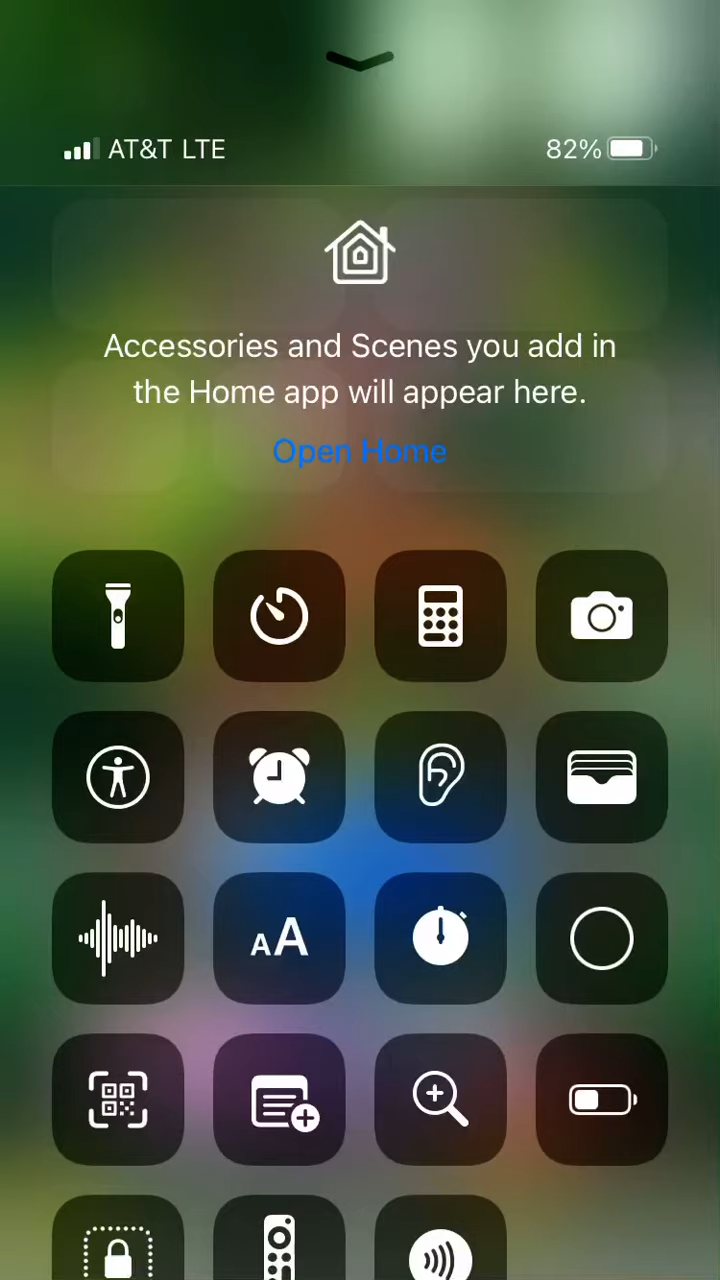 AT&T LTE 82%
Accessories and Scenes you add in
the Home app will appear here.
Open Home
AA